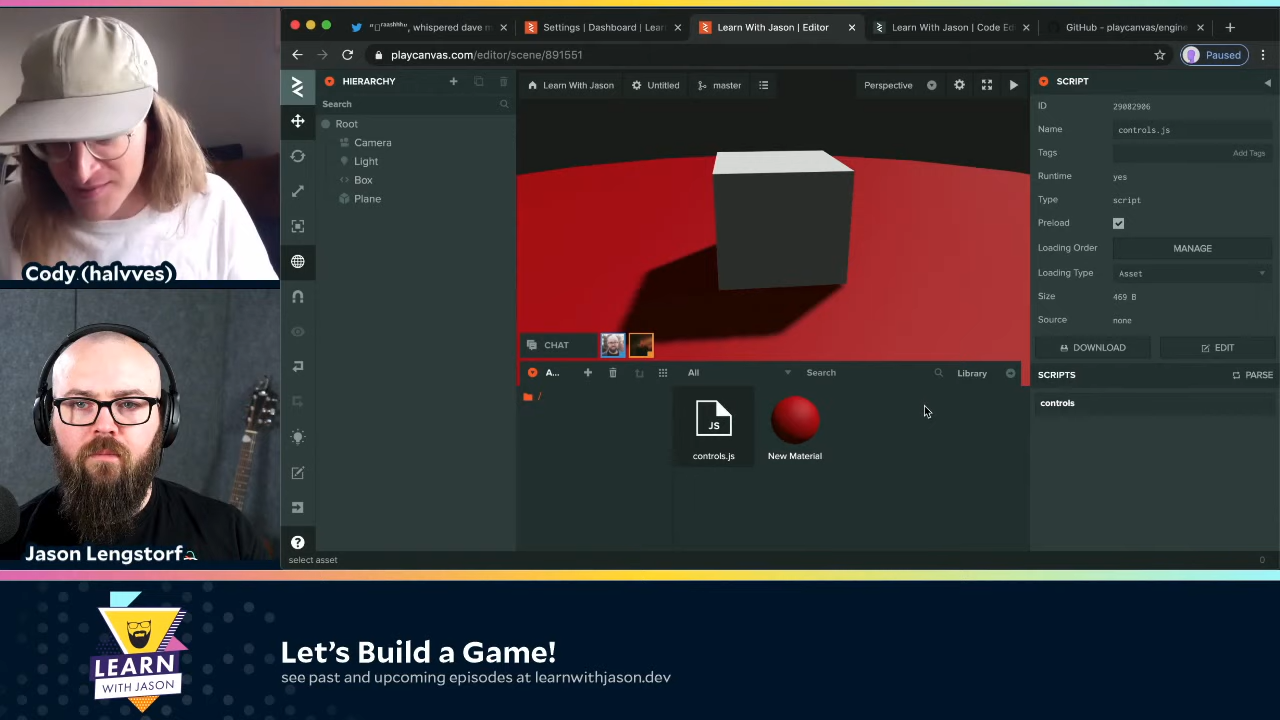 "ʳᵃᵃˢʰʰʰ", whispered dave m
Settings | Dashboard | Lear
Learn With Jason | Editor
Learn With Jason | Code Ed
GitHub - playcanvas/engine
playcanvas.com/editor/scene/891551
Paused
HIERARCHY
Search
Root
Camera
Light
Box
Plane
Learn With Jason
Untitled
master
Perspective
CHAT
A...
All
Search
Library
/
JS
controls.js
New Material
select asset
0
SCRIPT
ID
29082906
Name
controls.js
Tags
Add Tags
Runtime
yes
Type
script
Preload
Loading Order
MANAGE
Loading Type
Asset
Size
469 B
Source
none
DOWNLOAD
EDIT
SCRIPTS
PARSE
controls
Cody (halvves)
Jason Lengstorf
LEARN
WITH JASON
Let's Build a Game!
see past and upcoming episodes at learnwithjason.dev